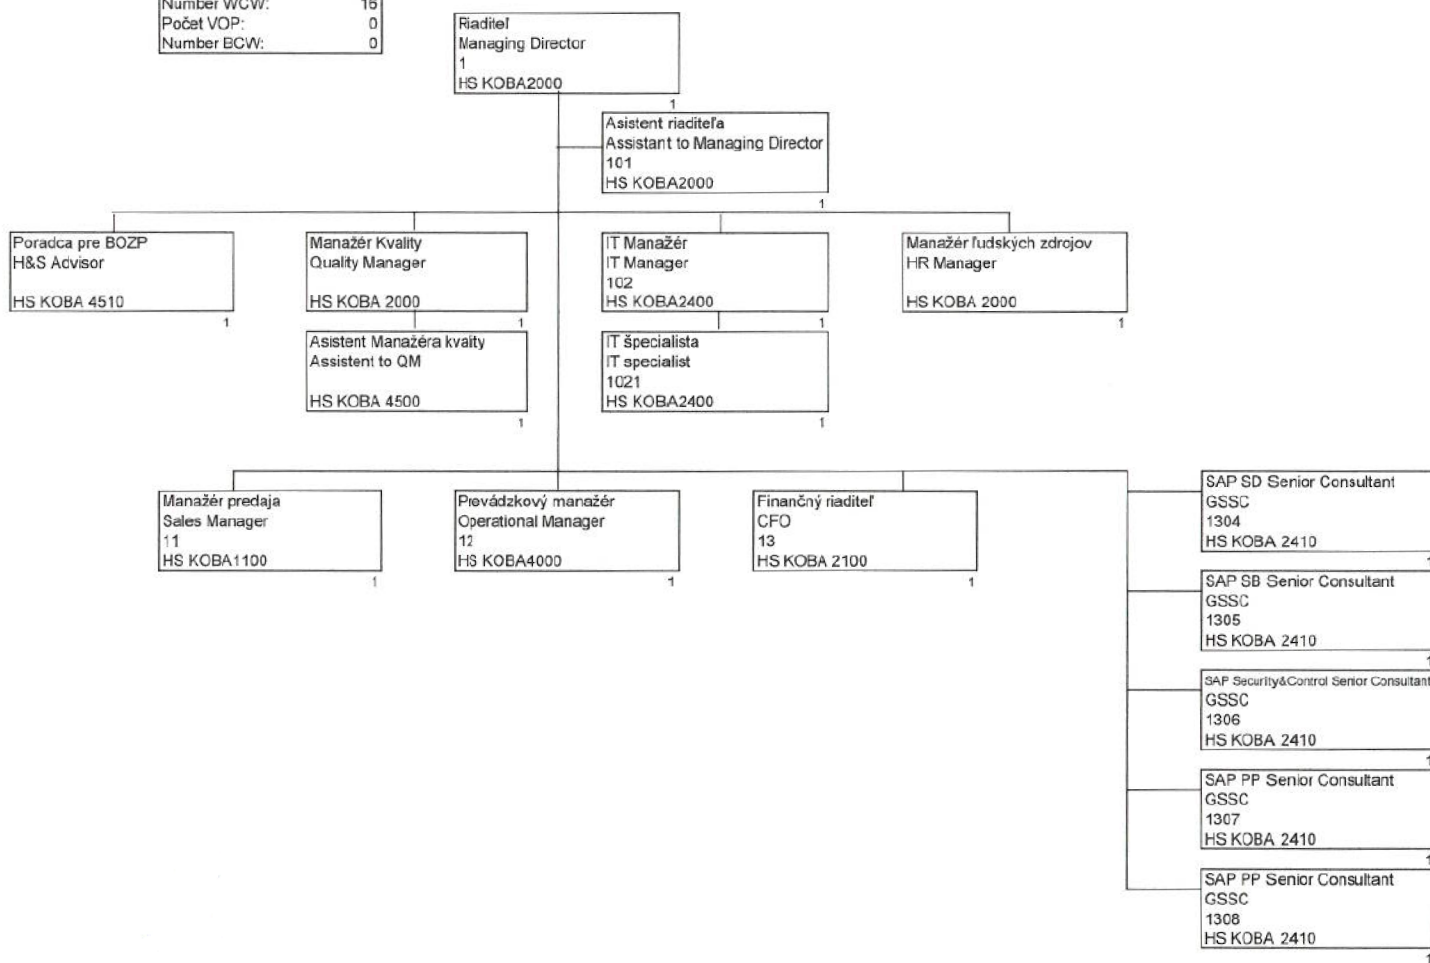 Number WCW: 16
Počet VOP: 0
Number BCW: 0
Riaditeľ
Managing Director
1
HS KOBA2000
1
Asistent riaditeľa
Assistant to Managing Director
101
HS KOBA2000
1
Poradca pre BOZP
H&S Advisor
HS KOBA 4510
1
Manažér Kvality
Quality Manager
HS KOBA 2000
1
IT Manažér
IT Manager
102
HS KOBA2400
1
Manažér ľudských zdrojov
HR Manager
HS KOBA 2000
1
Asistent Manažéra kvality
Assistent to QM
HS KOBA 4500
1
IT špecialista
IT specialist
1021
HS KOBA2400
1
Manažér predaja
Sales Manager
11
HS KOBA1100
1
Prevádzkový manažér
Operational Manager
12
HS KOBA4000
1
Finančný riaditeľ
CFO
13
HS KOBA 2100
1
SAP SD Senior Consultant
GSSC
1304
HS KOBA 2410
1
SAP SB Senior Consultant
GSSC
1305
HS KOBA 2410
1
SAP Security&Control Senior Consultant
GSSC
1306
HS KOBA 2410
1
SAP PP Senior Consultant
GSSC
1307
HS KOBA 2410
1
SAP PP Senior Consultant
GSSC
1308
HS KOBA 2410
1